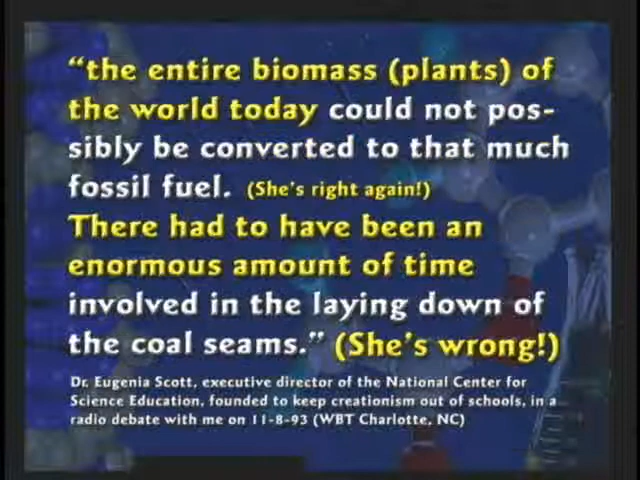 "the entire biomass (plants) of
the world today could not pos-
sibly be converted to that much
fossil fuel. (She's right again!)
There had to have been an
enormous amount of time
involved in the laying down of
the coal seams." (She's wrong!)
Dr. Eugenia Scott, executive director of the National Center for
Science Education, founded to keep creationism out of schools, in a
radio debate with me on 11-8-93 (WBT Charlotte, NC)